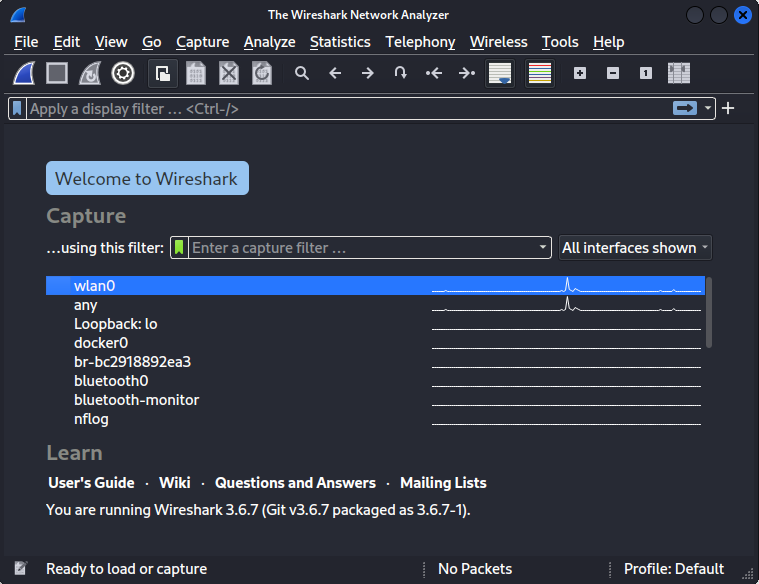 The Wireshark Network Analyzer
File Edit View Go Capture Analyze Statistics Telephony Wireless Tools Help
1
Apply a display filter … <Ctrl-/>
Welcome to Wireshark
Capture
…using this filter: Enter a capture filter … All interfaces shown
wlan0
any
Loopback: lo
docker0
br-bc2918892ea3
bluetooth0
bluetooth-monitor
nflog
Learn
User's Guide · Wiki · Questions and Answers · Mailing Lists
You are running Wireshark 3.6.7 (Git v3.6.7 packaged as 3.6.7-1).
Ready to load or capture No Packets Profile: Default